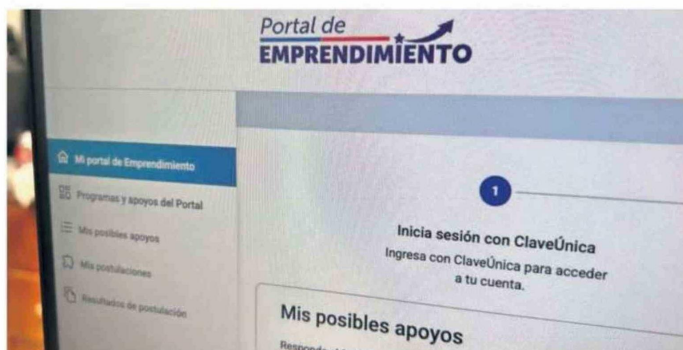 Portal de
EMPRENDIMIENTO
Mi portal de Emprendimiento
Programas y apoyos del Portal
Mis posibles apoyos
Mis postulaciones
Resultados de postulación
1
Inicia sesión con ClaveÚnica
Ingresa con ClaveÚnica para acceder
a tu cuenta.
Mis posibles apoyos